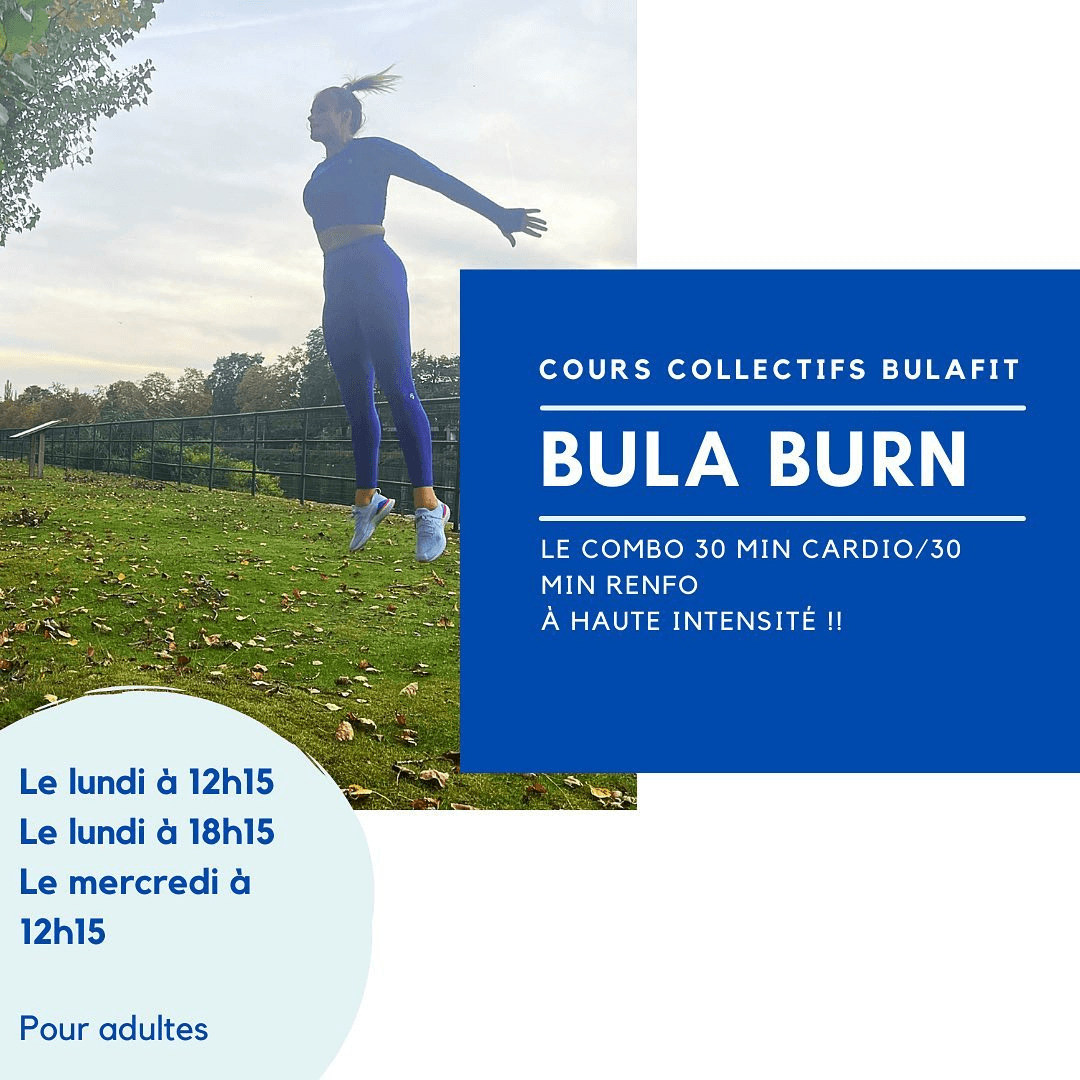 COURS COLLECTIFS BULAFIT
BULA BURN
LE COMBO 30 MIN CARDIO/30
MIN RENFO
À HAUTE INTENSITÉ !!
Le lundi à 12h15
Le lundi à 18h15
Le mercredi à
12h15
Pour adultes